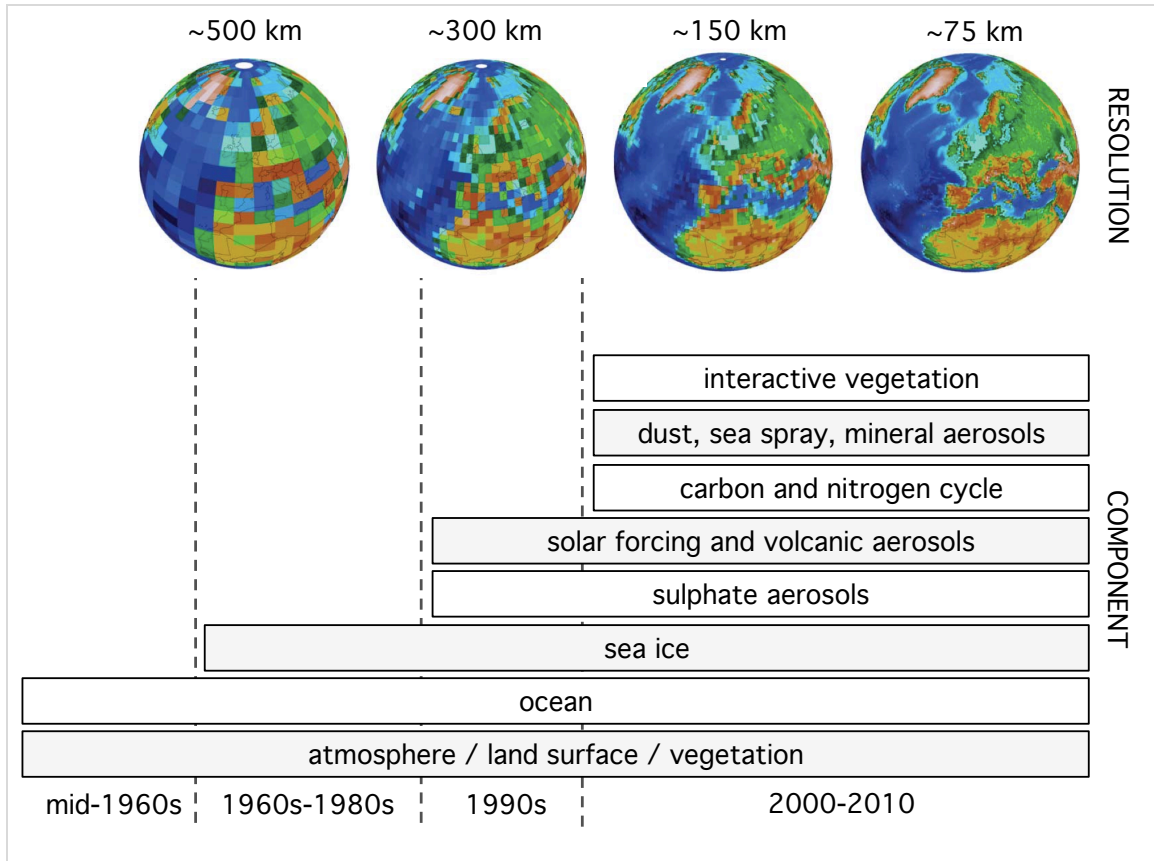 ~500 km
~300 km
~150 km
~75 km
RESOLUTION
interactive vegetation
dust, sea spray, mineral aerosols
carbon and nitrogen cycle
solar forcing and volcanic aerosols
sulphate aerosols
sea ice
ocean
atmosphere / land surface / vegetation
COMPONENT
mid-1960s
1960s-1980s
1990s
2000-2010